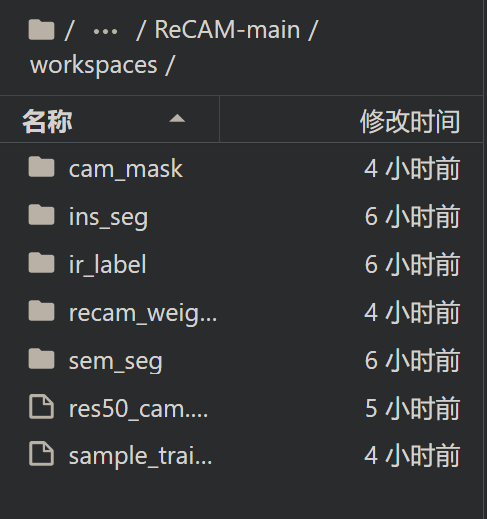 / ··· / ReCAM-main /
workspaces /
名称 修改时间
cam_mask 4 小时前
ins_seg 6 小时前
ir_label 6 小时前
recam_weig... 4 小时前
sem_seg 6 小时前
res50_cam.... 5 小时前
sample_trai... 4 小时前